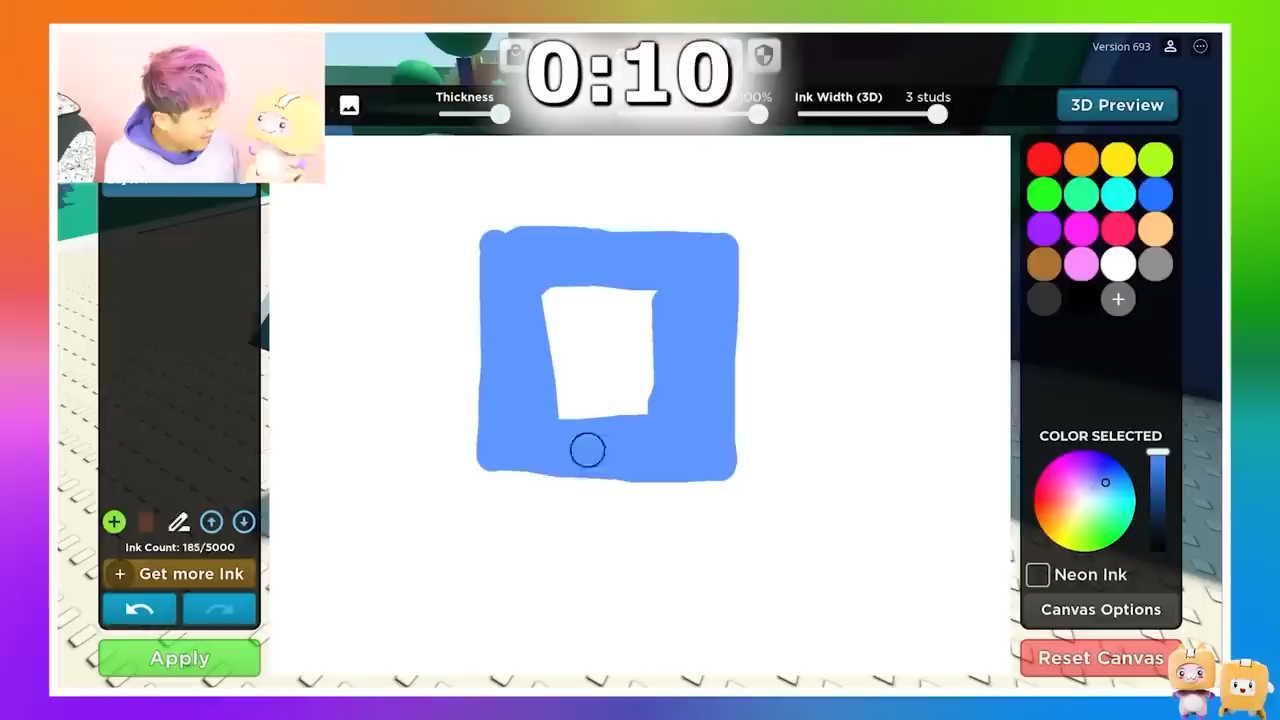 0:10
Version 693
Thickness
100%
Ink Width (3D)
3 studs
3D Preview
COLOR SELECTED
Neon Ink
Canvas Options
Reset Canvas
Ink Count: 185/5000
+ Get more Ink
Apply